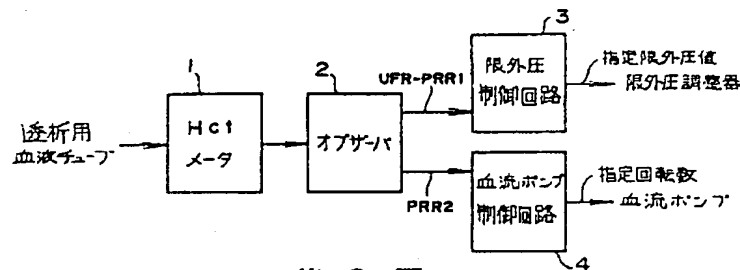 透析用
血液チューブ
1
Hct
メータ
2
オブザーバ
UFR-PRR1
PRR2
3
限外圧
制御回路
指定限外圧値
限外圧調整器
血流ポンプ
制御回路
4
指定回転数
血流ポンプ